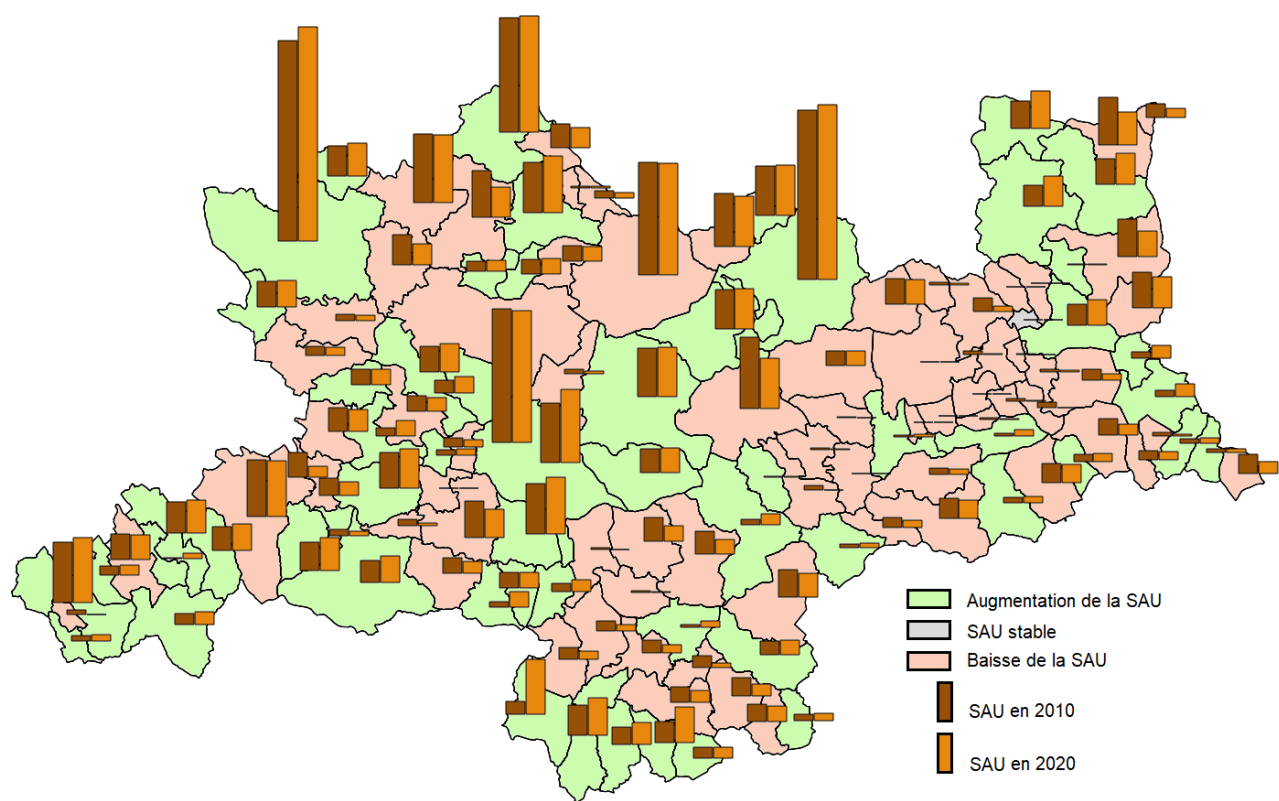 Augmentation de la SAU
SAU stable
Baisse de la SAU
SAU en 2010
SAU en 2020